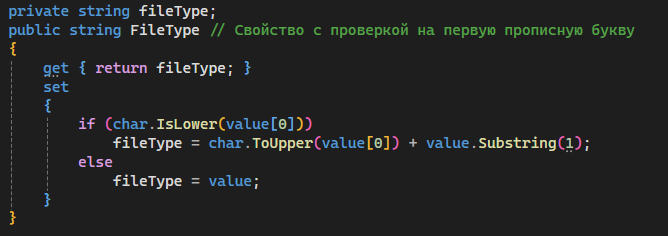 private string fileType;
public string FileType // Свойство с проверкой на первую прописную букву
{
get { return fileType; }
set
{
if (char.IsLower(value[0]))
fileType = char.ToUpper(value[0]) + value.Substring(1);
else
fileType = value;
}
}